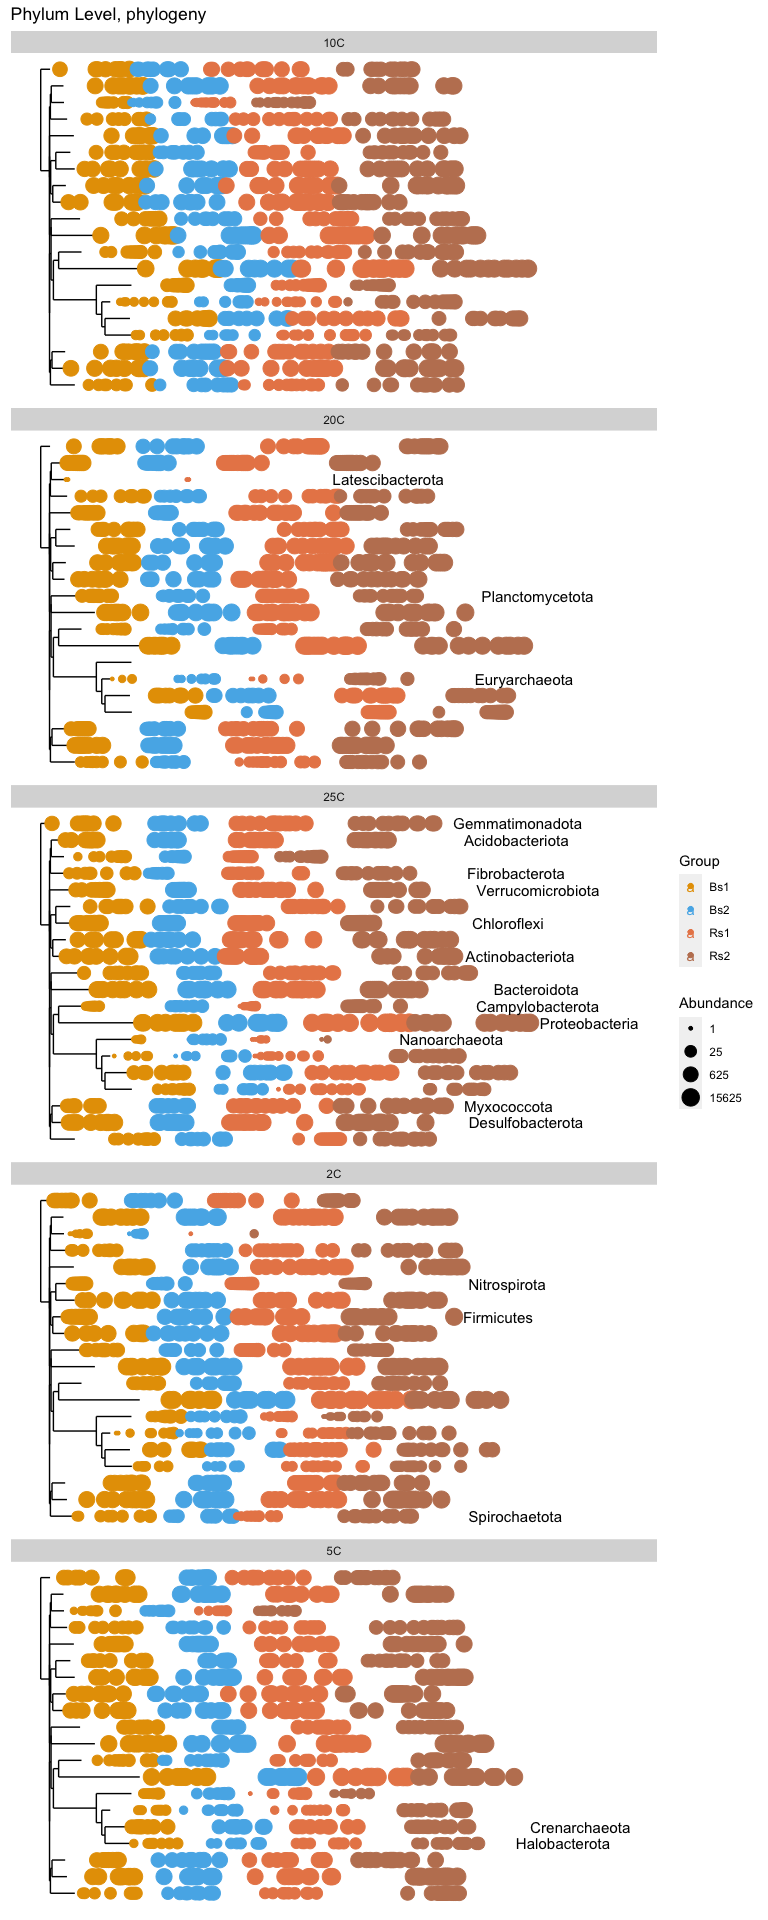 Phylum Level, phylogeny
10C
20C
Latescibacterota
Planctomycetota
Euryarchaeota
25C
Gemmatimonadota
Acidobacteriota
Fibrobacterota
Verrucomicrobiota
Chloroflexi
Actinobacteriota
Bacteroidota
Campylobacterota
Proteobacteria
Nanoarchaeota
Myxococcota
Desulfobacterota
Group
a Bs1
a Bs2
a Rs1
a Rs2
Abundance
1
25
625
15625
2C
Nitrospirota
Firmicutes
Spirochaetota
5C
Crenarchaeota
Halobacterota